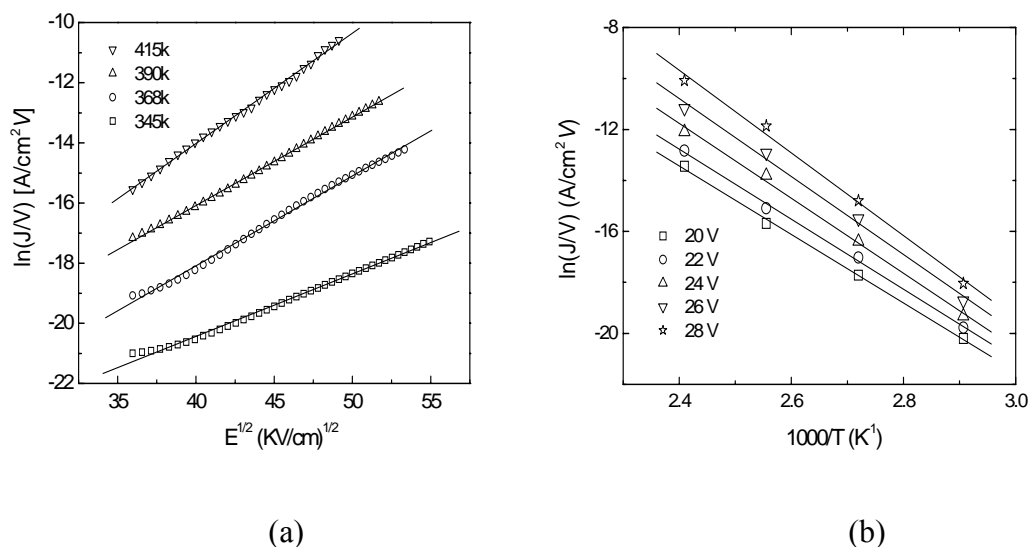 -10
-12
-14
-16
-18
-20
-22
35 40 45 50 55
ln(J/V) [A/cm²V]
E^1/2 (KV/cm)^1/2
415k
390k
368k
345k
(a)
-8
-12
-16
-20
2.4 2.6 2.8 3.0
ln(J/V) (A/cm²V)
1000/T (K⁻¹)
20 V
22 V
24 V
26 V
28 V
(b)